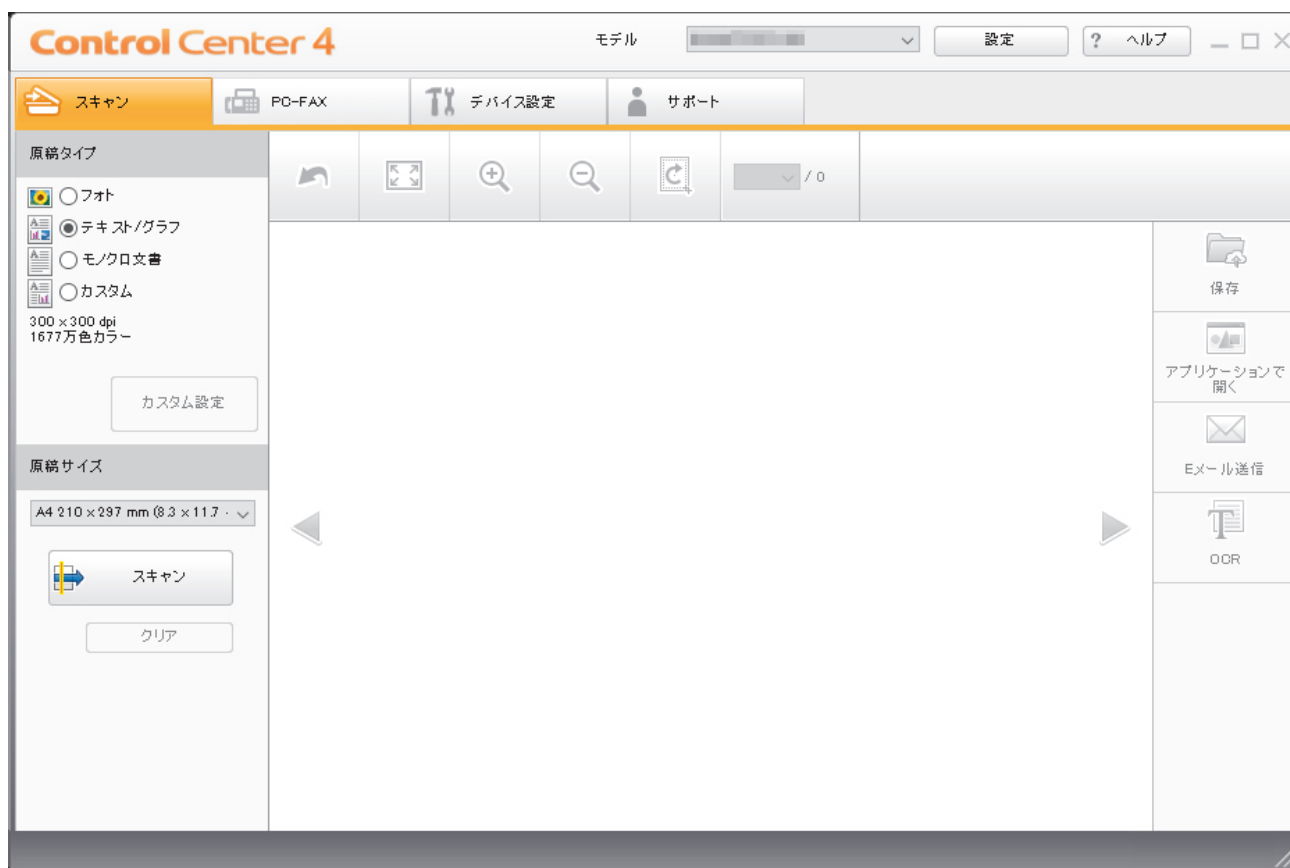 Control Center 4
モデル
設定
? ヘルプ
スキャン
PC-FAX
デバイス設定
サポート
原稿タイプ
フォト
テキスト/グラフ
モノクロ文書
カスタム
300 × 300 dpi
1677万色カラー
カスタム設定
/ 0
原稿サイズ
A4 210 × 297 mm (8.3 × 11.7 ·
スキャン
クリア
保存
アプリケーションで
開く
Eメール送信
OCR